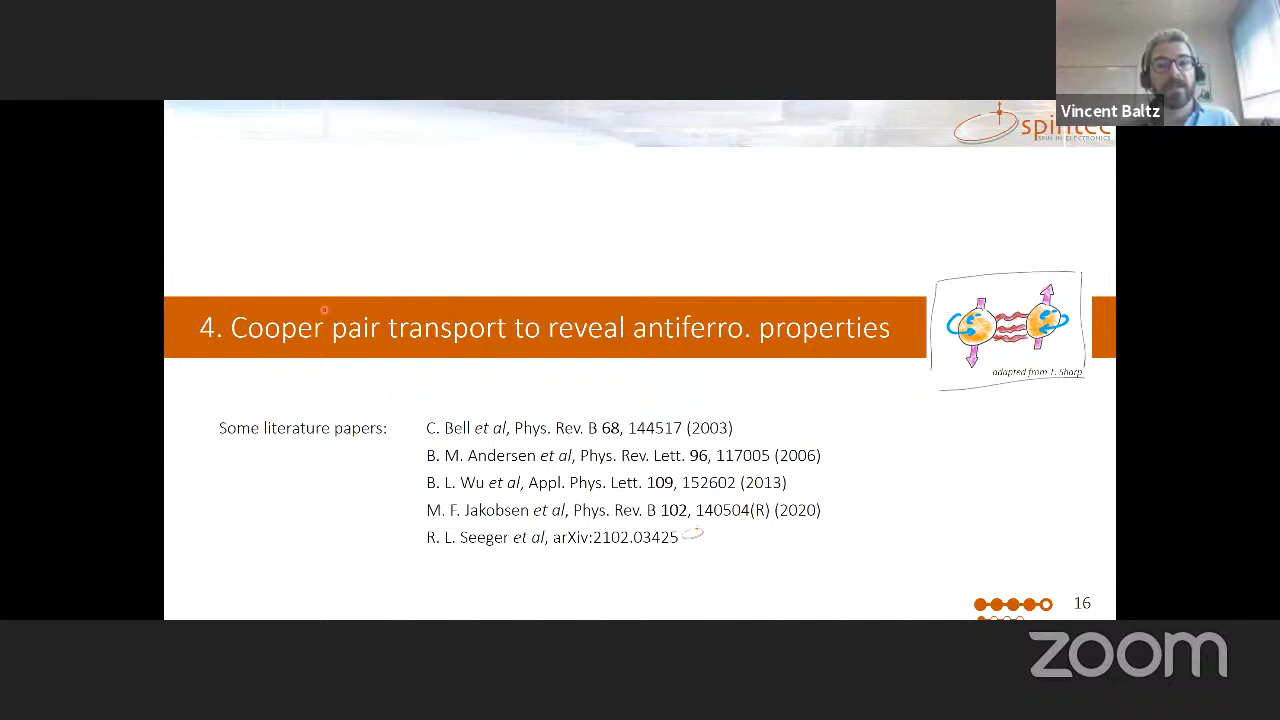 Vincent Baltz
spintec
SPIN IN ELECTRONICS
4. Cooper pair transport to reveal antiferro. properties
adapted from T. Sharp
Some literature papers:
C. Bell et al, Phys. Rev. B 68, 144517 (2003)
B. M. Andersen et al, Phys. Rev. Lett. 96, 117005 (2006)
B. L. Wu et al, Appl. Phys. Lett. 109, 152602 (2013)
M. F. Jakobsen et al, Phys. Rev. B 102, 140504(R) (2020)
R. L. Seeger et al, arXiv:2102.03425
16
zoom